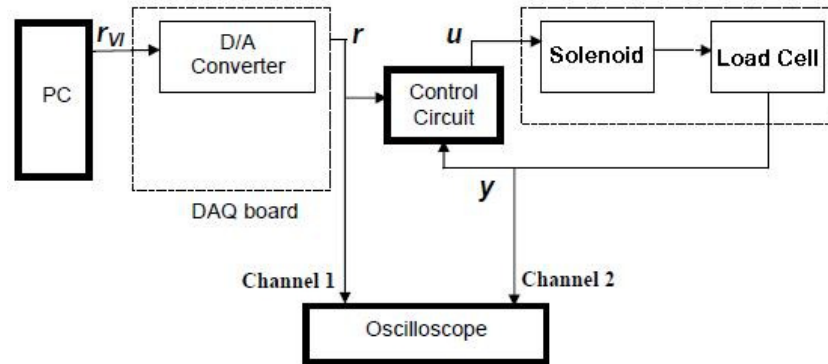 PC
r_VI
D/A
Converter
DAQ board
r
u
Control
Circuit
Solenoid
Load Cell
y
Channel 1
Channel 2
Oscilloscope